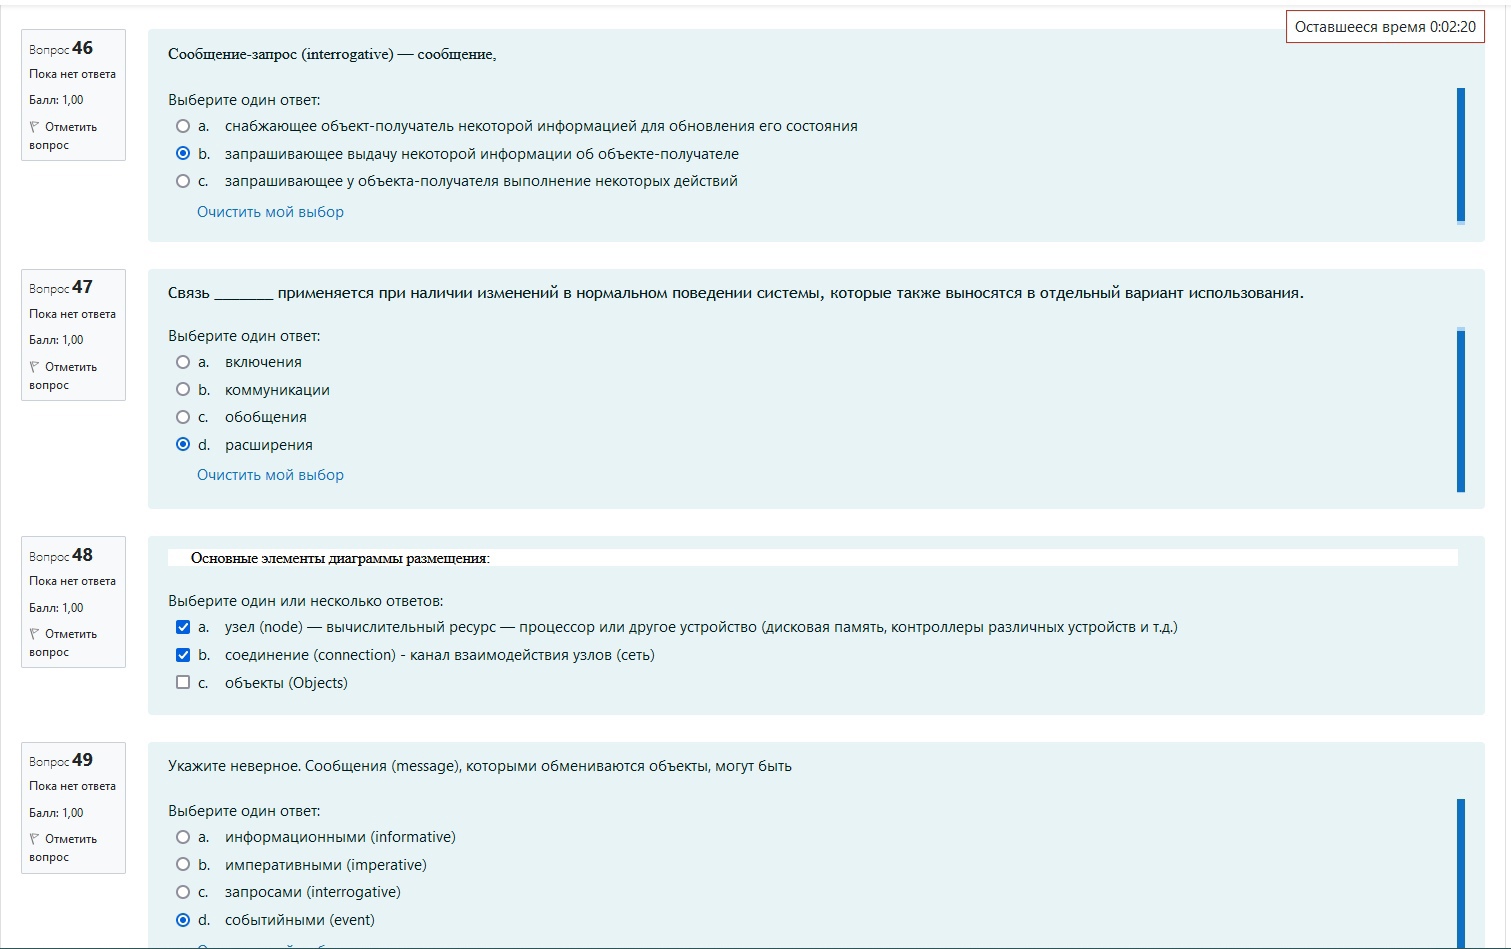 Оставшееся время 0:02:20
Вопрос 46
Пока нет ответа
Балл: 1,00
Отметить
вопрос
Сообщение-запрос (interrogative) — сообщение,
Выберите один ответ:
a. снабжающее объект-получатель некоторой информацией для обновления его состояния
b. запрашивающее выдачу некоторой информации об объекте-получателе
c. запрашивающее у объекта-получателя выполнение некоторых действий
Очистить мой выбор
Вопрос 47
Пока нет ответа
Балл: 1,00
Отметить
вопрос
Связь _______ применяется при наличии изменений в нормальном поведении системы, которые также выносятся в отдельный вариант использования.
Выберите один ответ:
a. включения
b. коммуникации
c. обобщения
d. расширения
Очистить мой выбор
Вопрос 48
Пока нет ответа
Балл: 1,00
Отметить
вопрос
Основные элементы диаграммы размещения:
Выберите один или несколько ответов:
a. узел (node) — вычислительный ресурс — процессор или другое устройство (дисковая память, контроллеры различных устройств и т.д.)
b. соединение (connection) - канал взаимодействия узлов (сеть)
c. объекты (Objects)
Вопрос 49
Пока нет ответа
Балл: 1,00
Отметить
вопрос
Укажите неверное. Сообщения (message), которыми обмениваются объекты, могут быть
Выберите один ответ:
a. информационными (informative)
b. императивными (imperative)
c. запросами (interrogative)
d. событийными (event)